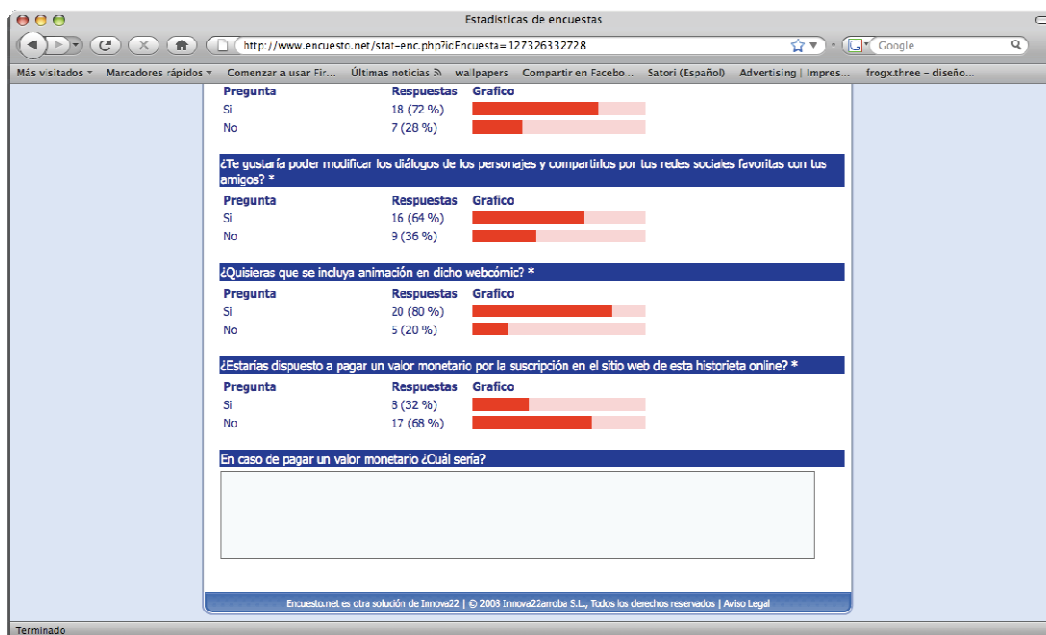 Estadísticas de encuestas
http://www.encuesto.net/stat-enc.php?icEncuesta=127326332728
Google
Más visitados Marcadores rápidos Comenzar a usar Fir... Últimas noticias wallpapers Compartir en Facebo... Satori (Español) Advertising | Impres... frogx.three – diseño...
Pregunta Respuestas Grafico
Si 18 (72 %)
No 7 (28 %)
¿Te gustaría poder modificar los diálogos de los personajes y compartirlos por tus redes sociales favoritas con tus
amigos? *
Pregunta Respuestas Grafico
Si 16 (64 %)
No 9 (36 %)
¿Quisieras que se incluya animación en dicho webcómic? *
Pregunta Respuestas Grafico
Si 20 (80 %)
No 5 (20 %)
¿Estarías dispuesto a pagar un valor monetario por la suscripción en el sitio web de esta historieta online? *
Pregunta Respuestas Grafico
Si 8 (32 %)
No 17 (68 %)
En caso de pagar un valor monetario ¿Cuál sería?
Encuesto.net es otra solución de Innova22 | © 2008 Innova22arroba S.L., Todos los derechos reservados | Aviso Legal
Terminado